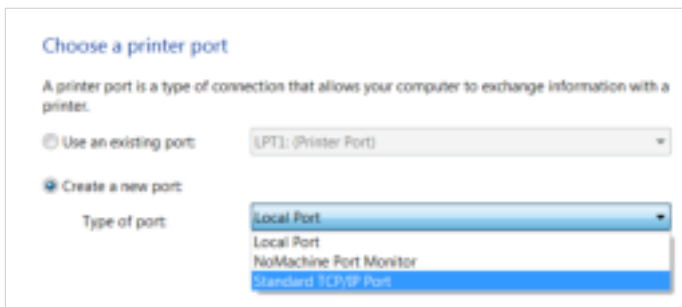 Choose a printer port
A printer port is a type of connection that allows your computer to exchange information with a
printer.
Use an existing port: LPT1: (Printer Port)
Create a new port:
Type of port: Local Port
Local Port
NoMachine Port Monitor
Standard TCP/IP Port